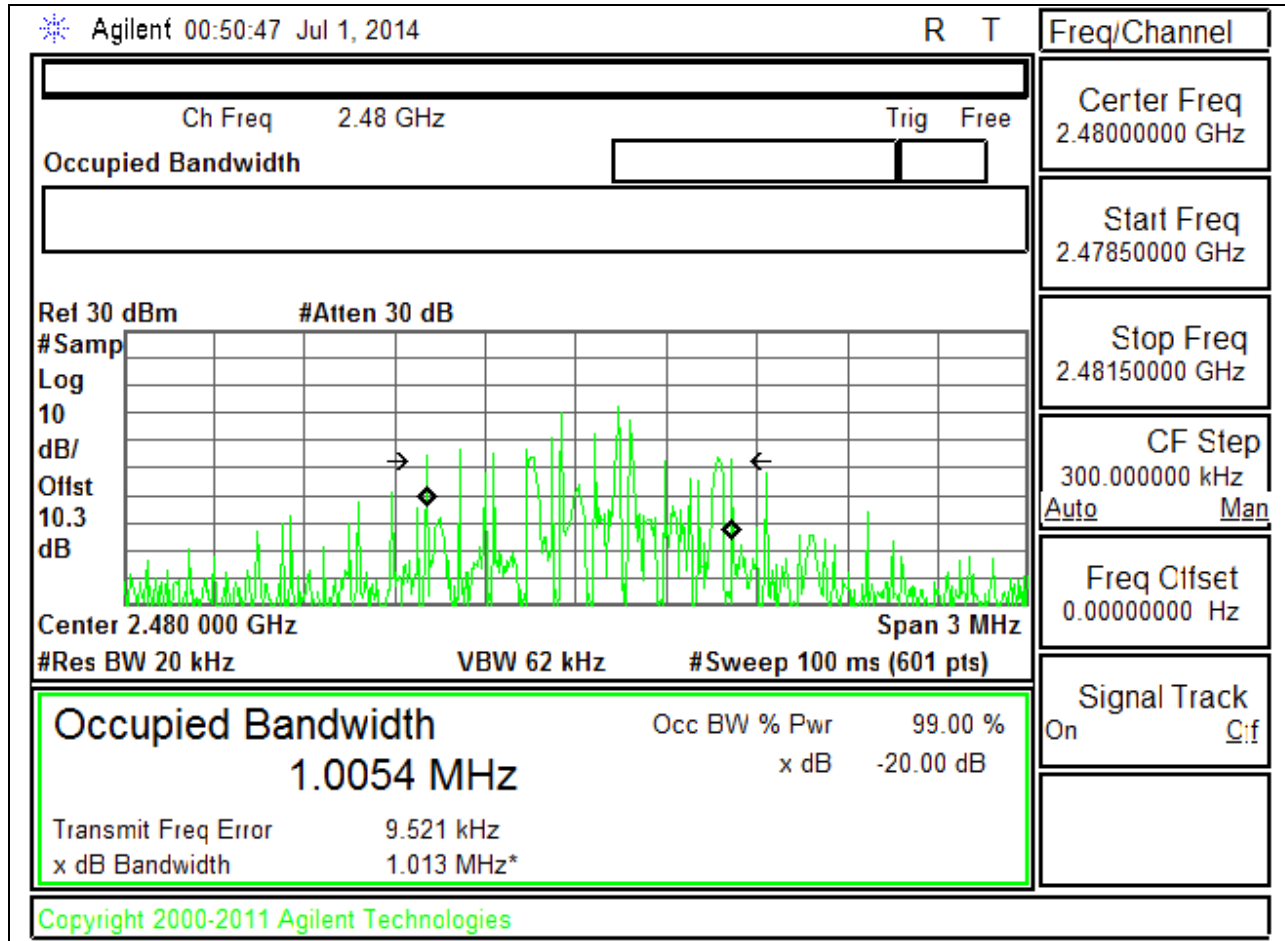 Agilent 00:50:47 Jul 1, 2014 R T
Ch Freq 2.48 GHz Trig Free
Occupied Bandwidth
Ref 30 dBm #Atten 30 dB
#Samp
Log
10
dB/
Offst
10.3
dB
Center 2.480 000 GHz Span 3 MHz
#Res BW 20 kHz VBW 62 kHz #Sweep 100 ms (601 pts)
Occupied Bandwidth Occ BW % Pwr 99.00 %
1.0054 MHz x dB -20.00 dB
Transmit Freq Error 9.521 kHz
x dB Bandwidth 1.013 MHz*
Copyright 2000-2011 Agilent Technologies
Freq/Channel
Center Freq
2.48000000 GHz
Start Freq
2.47850000 GHz
Stop Freq
2.48150000 GHz
CF Step
300.000000 kHz
Auto Man
Freq Offset
0.00000000 Hz
Signal Track
On Off